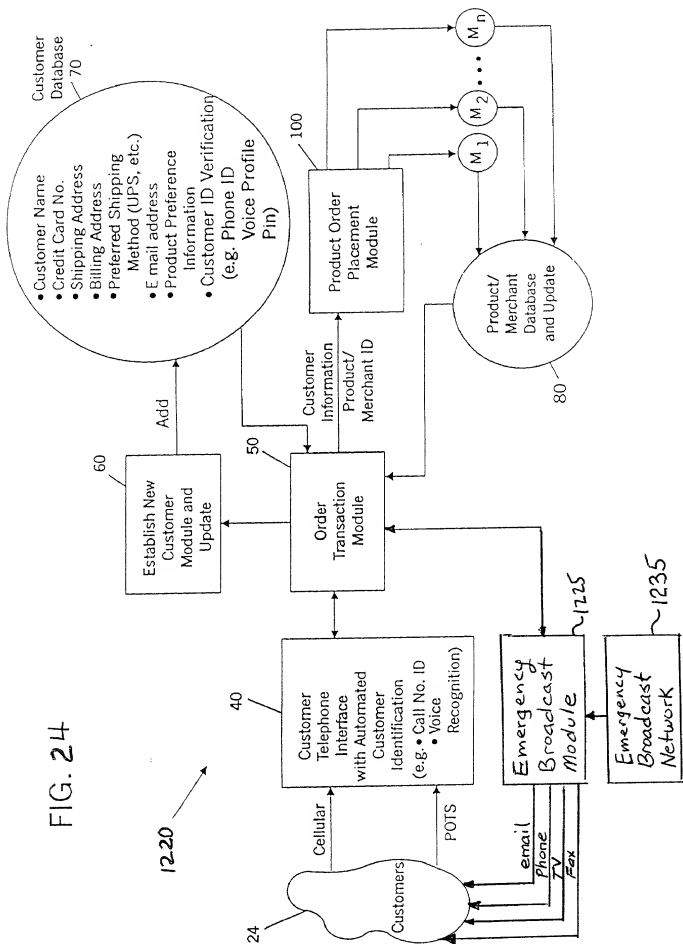 FIG. 24
1220
24
Customers
Cellular
POTS
40
Customer
Telephone
Interface
with Automated
Customer
Identification
(e.g. • Call No. ID
• Voice
Recognition)
60
Establish New
Customer
Module and
Update
Add
50
Order
Transaction
Module
Customer
Information
Product/
Merchant ID
Customer
Database
70
• Customer Name
• Credit Card No.
• Shipping Address
• Billing Address
• Preferred Shipping
Method (UPS, etc.)
• E mail address
• Product Preference
Information
• Customer ID Verification
(e.g. Phone ID
Voice Profile
Pin)
100
Product Order
Placement
Module
M1
M2
Mn
Product/
Merchant
Database
and Update
80
email
Phone
TV
Fax
Emergency
Broadcast
Module
1225
Emergency
Broadcast
Network
1235